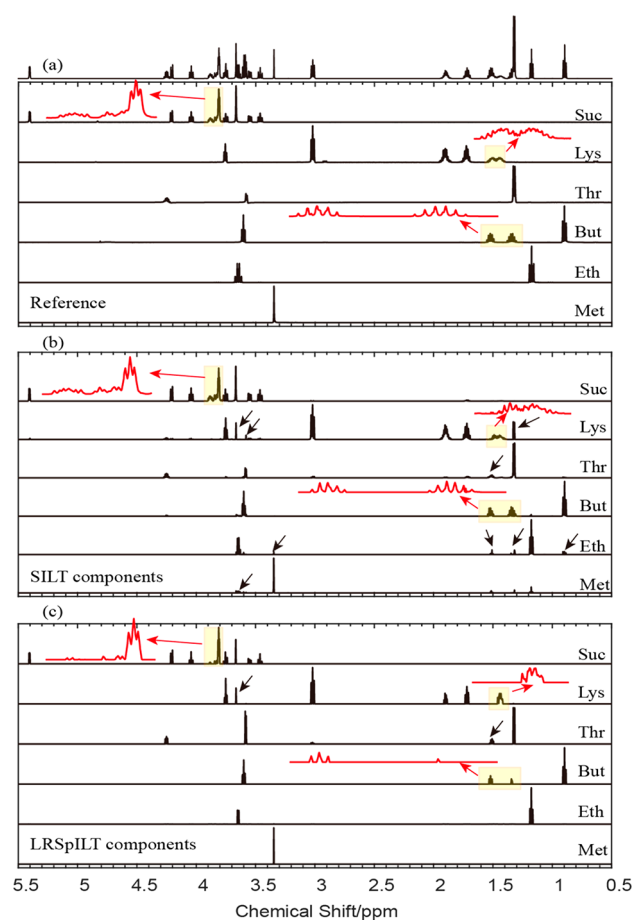 (a)
Suc
Lys
Thr
But
Eth
Reference
Met
(b)
Suc
Lys
Thr
But
Eth
SILT components
Met
(c)
Suc
Lys
Thr
But
Eth
LRSpILT components
Met
5.5 5 4.5 4 3.5 3 2.5 2 1.5 1 0.5
Chemical Shift/ppm